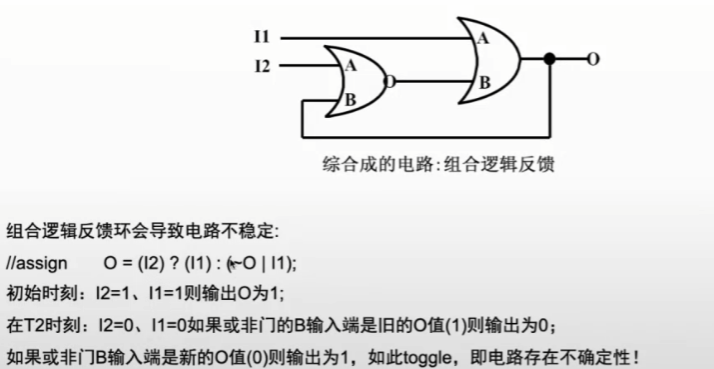 I1
A
O
I2
A
O
B
B
综合成的电路:组合逻辑反馈
组合逻辑反馈环会导致电路不稳定:
//assign O = (I2) ? (I1) : (~O | I1);
初始时刻：I2=1、I1=1则输出O为1;
在T2时刻：I2=0、I1=0如果或非门的B输入端是旧的O值(1)则输出为0；
如果或非门B输入端是新的O值(0)则输出为1，如此toggle，即电路存在不确定性！